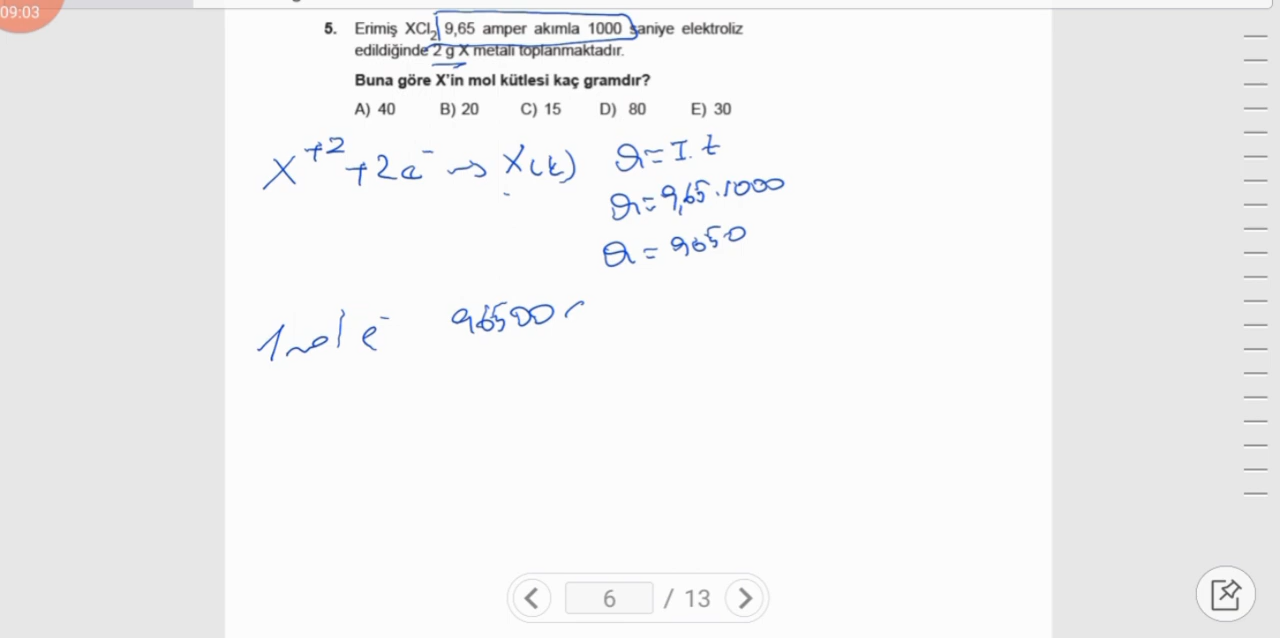 09:03
5. Erimiş XCl₂ 9,65 amper akımla 1000 saniye elektroliz
edildiğinde 2 g X metali toplanmaktadır.
Buna göre X'in mol kütlesi kaç gramdır?
A) 40 B) 20 C) 15 D) 80 E) 30
X⁺² + 2e⁻ → X(k) Q = I. t
Q = 9,65.1000
Q = 9650
1 mol e⁻ 96500
6 / 13